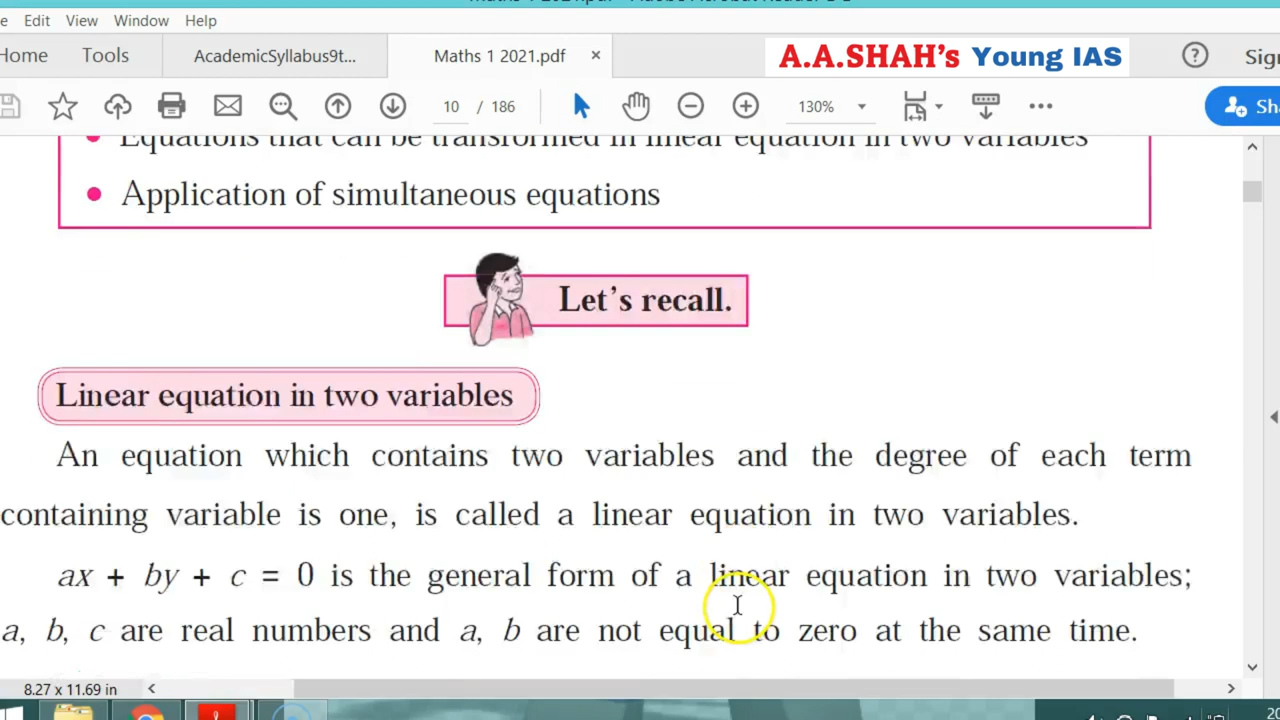 Edit View Window Help
Home Tools AcademicSyllabus9t... Maths 1 2021.pdf × A.A.SHAH's Young IAS
10 / 186 130%
Equations that can be transformed in linear equation in two variables
• Application of simultaneous equations
Let's recall.
Linear equation in two variables
An equation which contains two variables and the degree of each term
containing variable is one, is called a linear equation in two variables.
ax + by + c = 0 is the general form of a linear equation in two variables;
a, b, c are real numbers and a, b are not equal to zero at the same time.
8.27 x 11.69 in